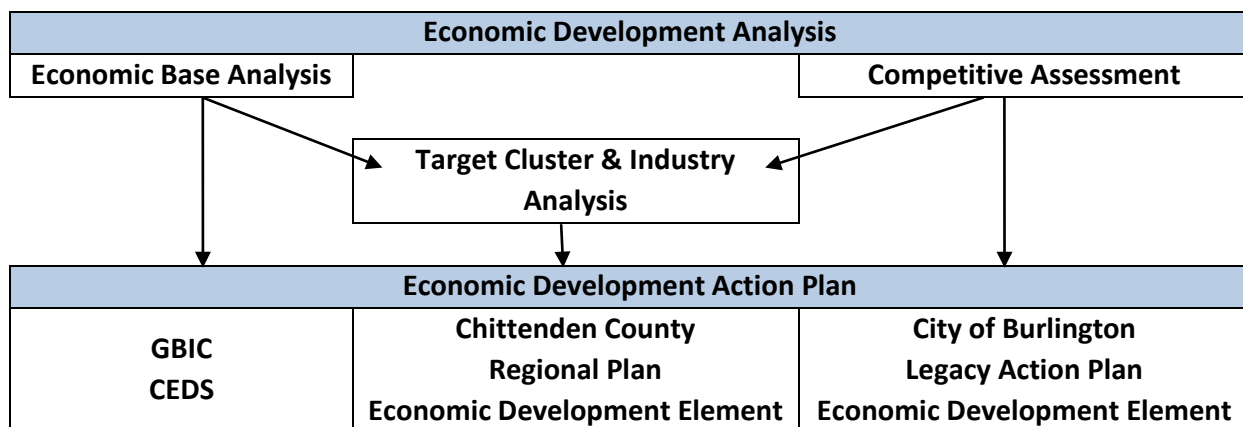 Economic Development Analysis
Economic Base Analysis
Competitive Assessment
Target Cluster & Industry
Analysis
Economic Development Action Plan
GBIC
CEDS
Chittenden County
Regional Plan
Economic Development Element
City of Burlington
Legacy Action Plan
Economic Development Element